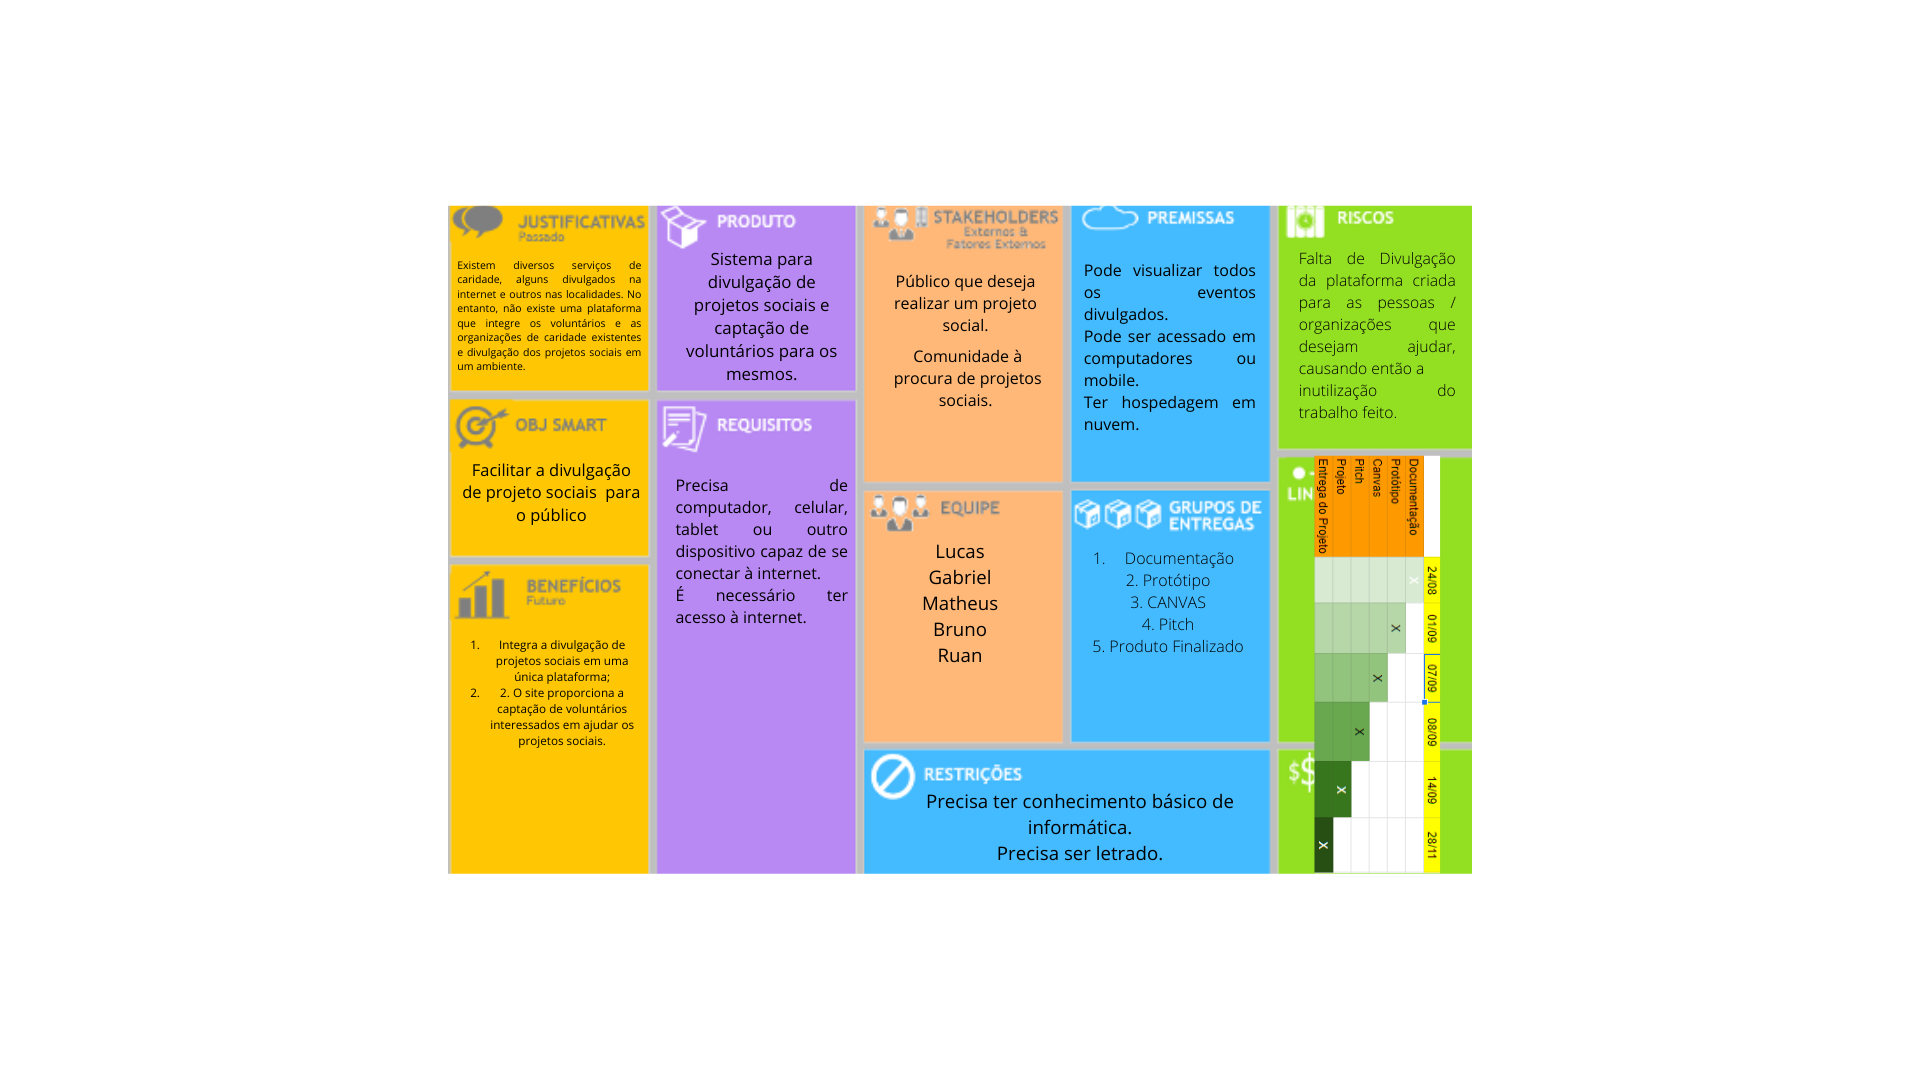 JUSTIFICATIVAS
Passado
Existem diversos serviços de
caridade, alguns divulgados na
internet e outros nas localidades. No
entanto, não existe uma plataforma
que integre os voluntários e as
organizações de caridade existentes
e divulgação dos projetos sociais em
um ambiente.
OBJ SMART
Facilitar a divulgação
de projeto sociais para
o público
BENEFÍCIOS
Futuro
1. Integra a divulgação de
projetos sociais em uma
única plataforma;
2. 2. O site proporciona a
captação de voluntários
interessados em ajudar os
projetos sociais.
PRODUTO
Sistema para
divulgação de
projetos sociais e
captação de
voluntários para os
mesmos.
REQUISITOS
Precisa de
computador, celular,
tablet ou outro
dispositivo capaz de se
conectar à internet.
É necessário ter
acesso à internet.
STAKEHOLDERS
Externos &
Fatores Externos
Público que deseja
realizar um projeto
social.
Comunidade à
procura de projetos
sociais.
EQUIPE
Lucas
Gabriel
Matheus
Bruno
Ruan
PREMISSAS
Pode visualizar todos
os eventos
divulgados.
Pode ser acessado em
computadores ou
mobile.
Ter hospedagem em
nuvem.
GRUPOS DE
ENTREGAS
1. Documentação
2. Protótipo
3. CANVAS
4. Pitch
5. Produto Finalizado
RESTRIÇÕES
Precisa ter conhecimento básico de
informática.
Precisa ser letrado.
RISCOS
Falta de Divulgação
da plataforma criada
para as pessoas /
organizações que
desejam ajudar,
causando então a
inutilização do
trabalho feito.
LIN
$$
24/08 01/09 07/09 08/09 14/09 28/11
Documentação X
Protótipo X
Canvas X
Pitch X
Projeto X
Entrega do Projeto X